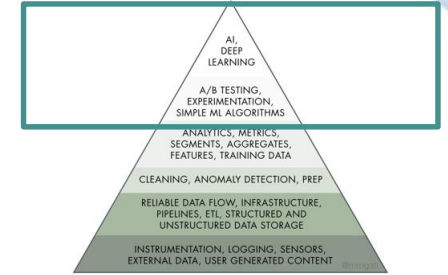 AI,
DEEP
LEARNING
A/B TESTING,
EXPERIMENTATION,
SIMPLE ML ALGORITHMS
ANALYTICS, METRICS,
SEGMENTS, AGGREGATES,
FEATURES, TRAINING DATA
CLEANING, ANOMALY DETECTION, PREP
RELIABLE DATA FLOW, INFRASTRUCTURE,
PIPELINES, ETL, STRUCTURED AND
UNSTRUCTURED DATA STORAGE
INSTRUMENTATION, LOGGING, SENSORS,
EXTERNAL DATA, USER GENERATED CONTENT